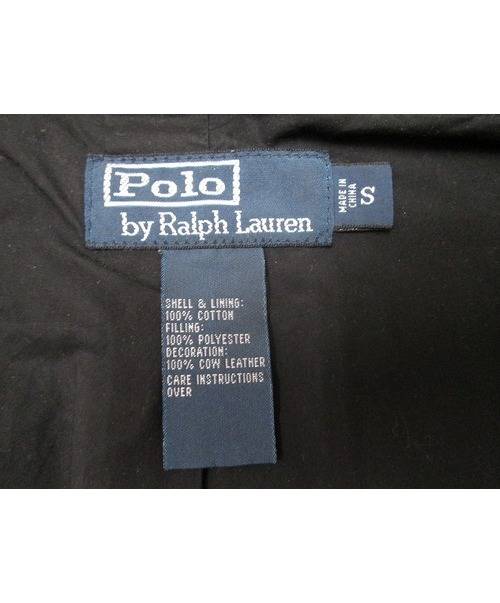 Polo
by Ralph Lauren
MADE IN
CHINA
S
SHELL & LINING:
100% COTTON
FILLING:
100% POLYESTER
DECORATION:
100% COW LEATHER
CARE INSTRUCTIONS
OVER